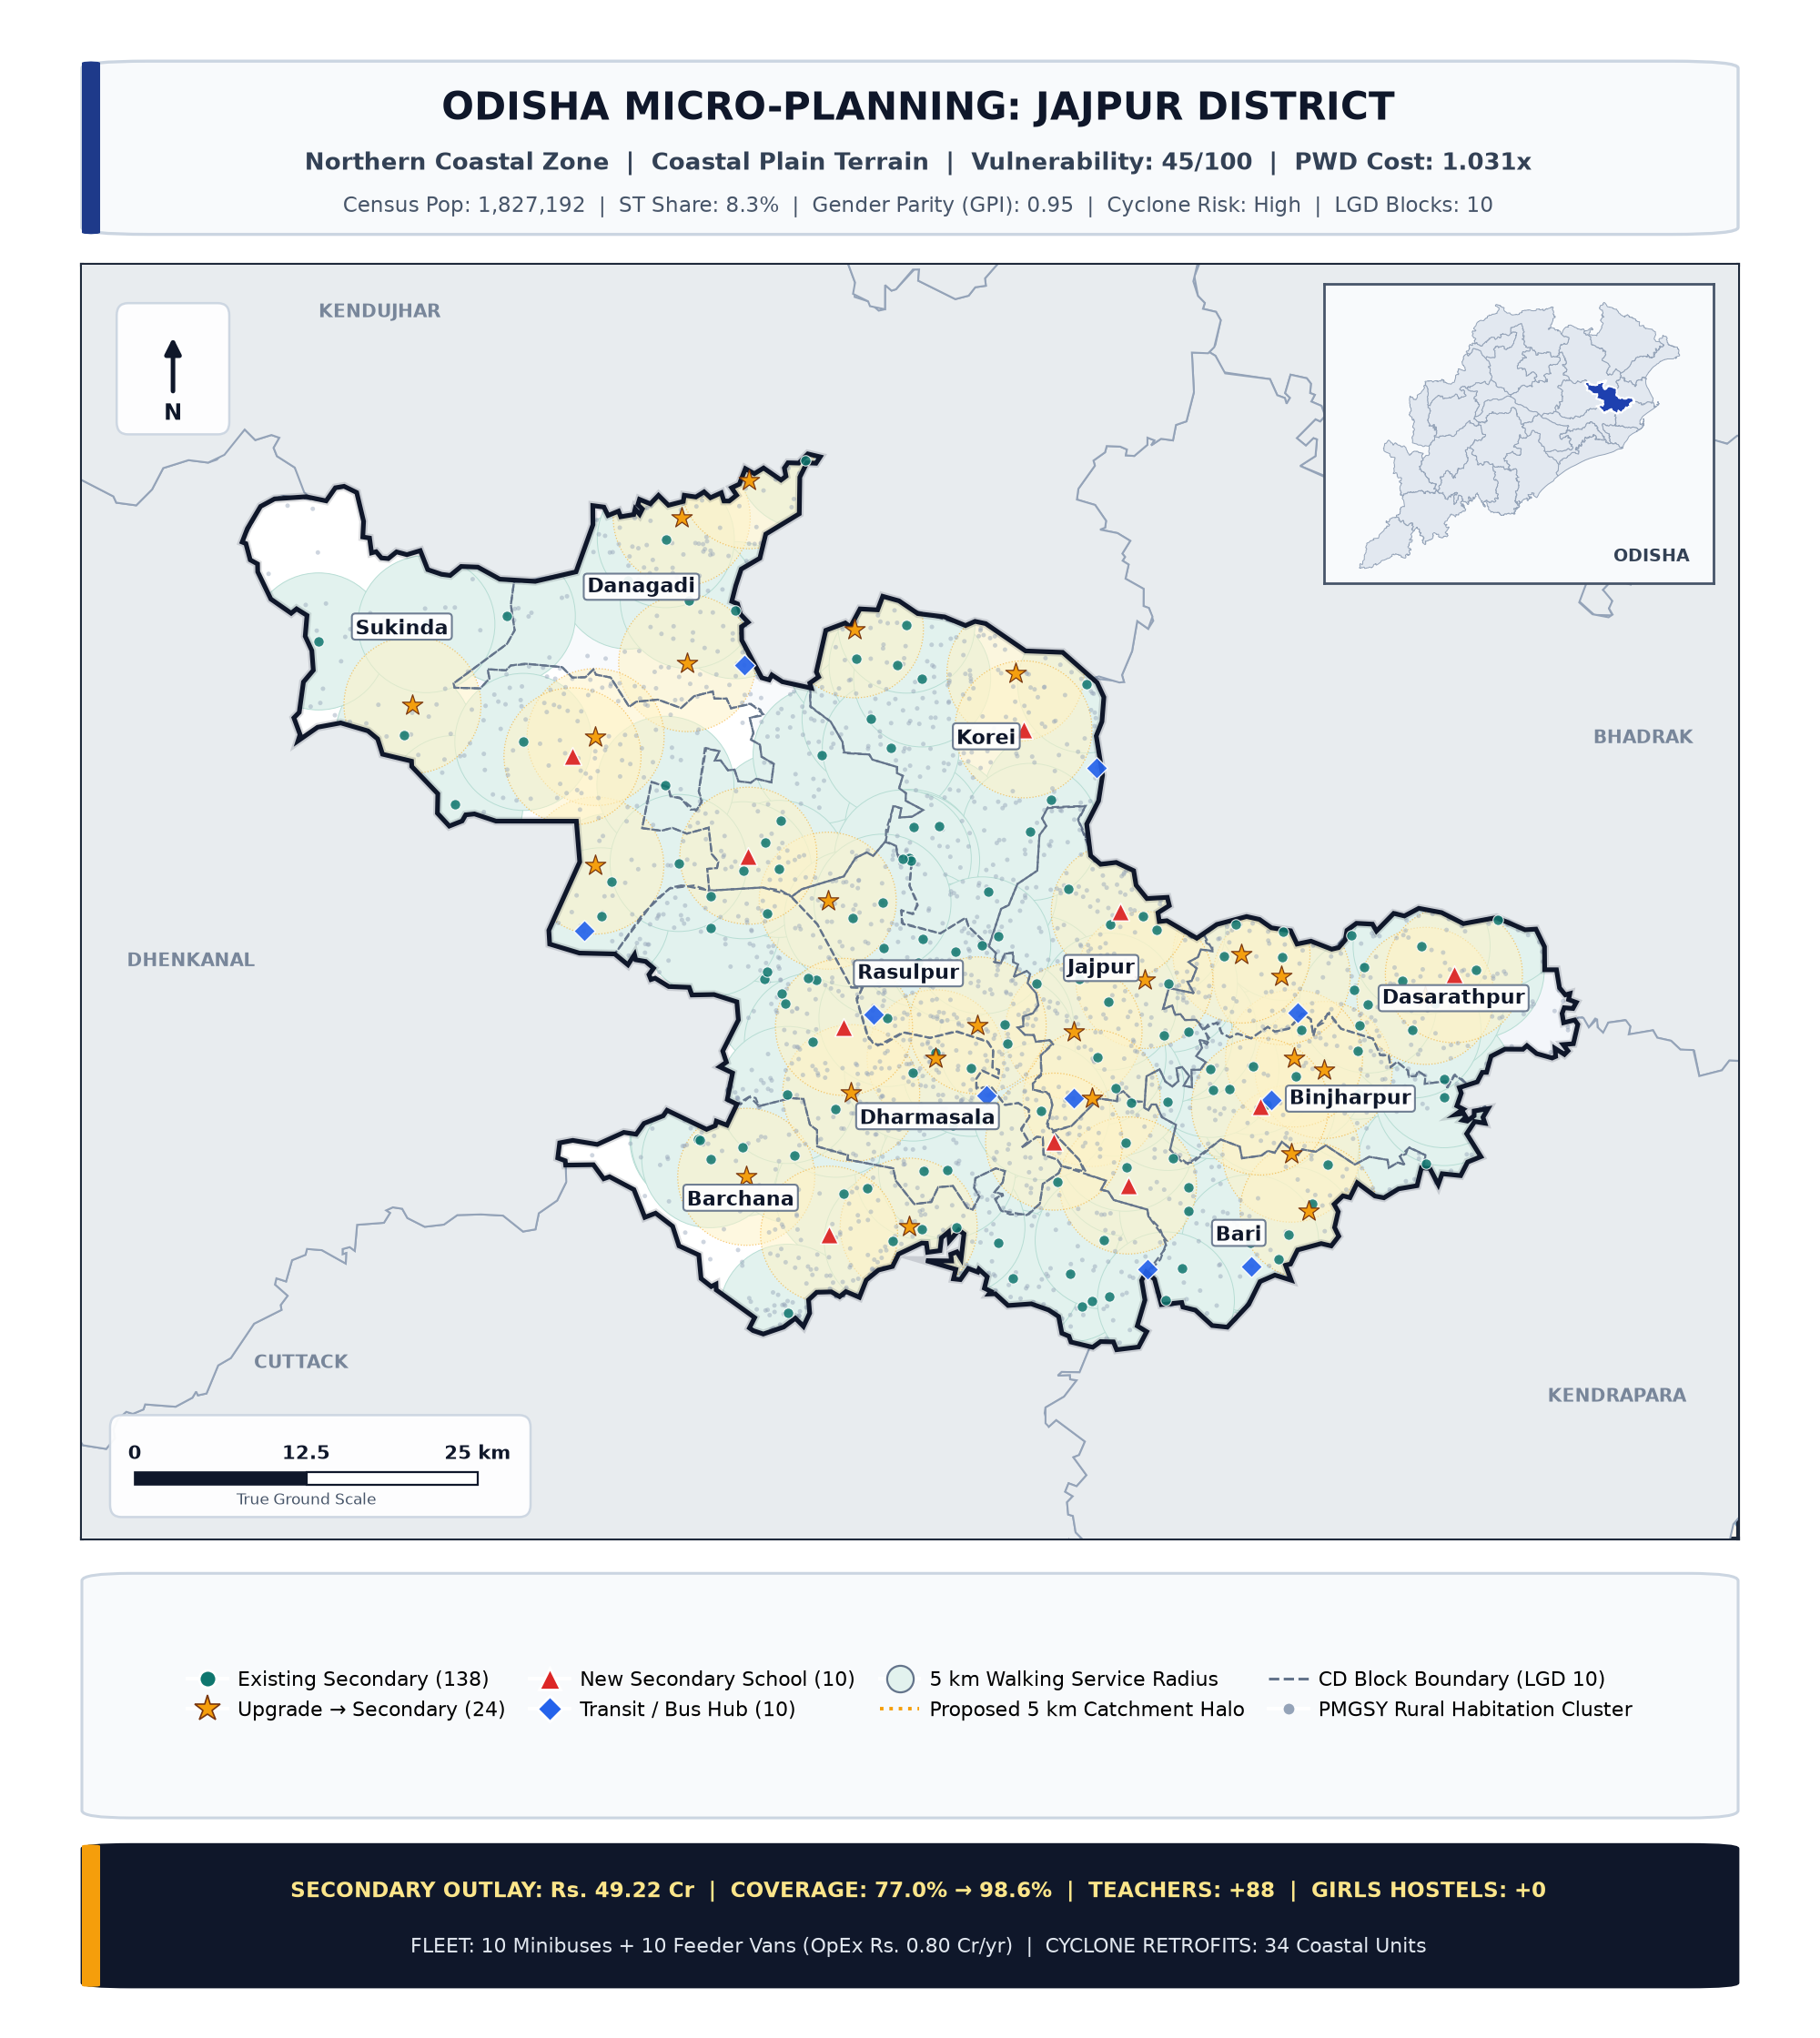 ODISHA MICRO-PLANNING: JAJPUR DISTRICT
Northern Coastal Zone | Coastal Plain Terrain | Vulnerability: 45/100 | PWD Cost: 1.031x
Census Pop: 1,827,192 | ST Share: 8.3% | Gender Parity (GPI): 0.95 | Cyclone Risk: High | LGD Blocks: 10
KENDUJHAR
N
ODISHA
Danagadi
Sukinda
Korei
BHADRAK
DHENKANAL
Rasulpur
Jajpur
Dasarathpur
Binjharpur
Dharmasala
Barchana
Bari
CUTTACK
KENDRAPARA
0 12.5 25 km
True Ground Scale
Existing Secondary (138)
Upgrade → Secondary (24)
New Secondary School (10)
Transit / Bus Hub (10)
5 km Walking Service Radius
Proposed 5 km Catchment Halo
CD Block Boundary (LGD 10)
PMGSY Rural Habitation Cluster
SECONDARY OUTLAY: Rs. 49.22 Cr | COVERAGE: 77.0% → 98.6% | TEACHERS: +88 | GIRLS HOSTELS: +0
FLEET: 10 Minibuses + 10 Feeder Vans (OpEx Rs. 0.80 Cr/yr) | CYCLONE RETROFITS: 34 Coastal Units